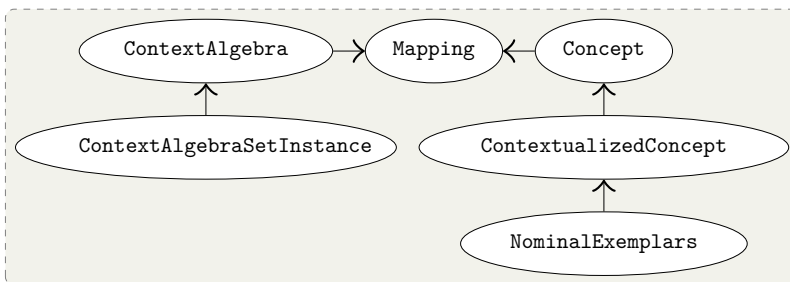 ContextAlgebra
Mapping
Concept
ContextAlgebraSetInstance
ContextualizedConcept
NominalExemplars